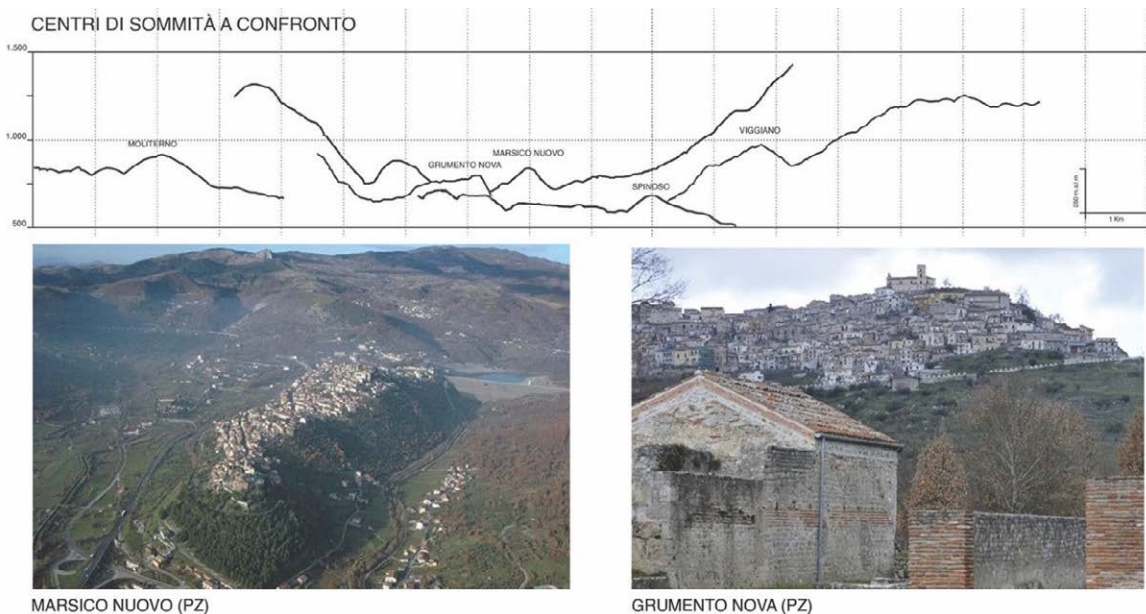 CENTRI DI SOMMITÀ A CONFRONTO
1.500
1.000
500
MOLITERNO
GRUMENTO NOVA
MARSICO NUOVO
VIGGIANO
SPINOSO
250 m.s.l.m
1 Km
MARSICO NUOVO (PZ)
GRUMENTO NOVA (PZ)